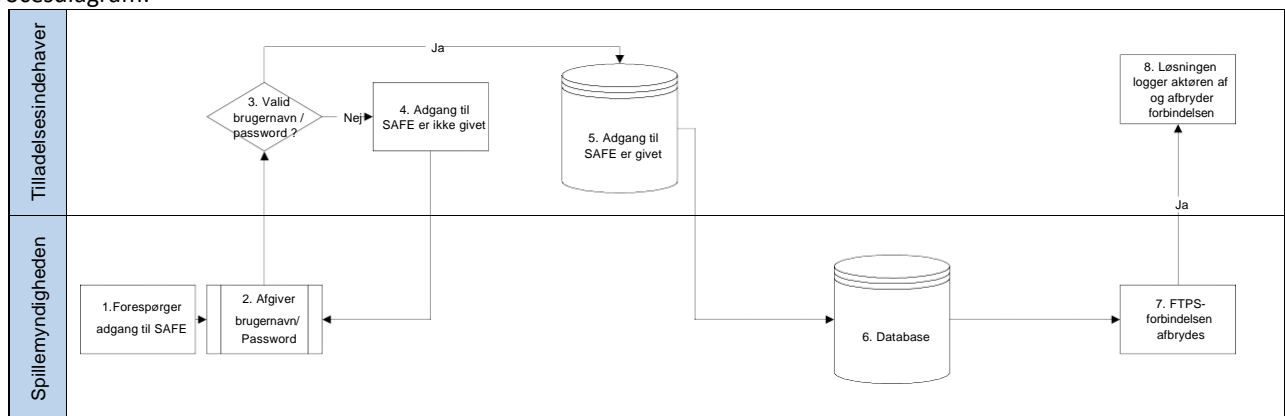 Tilladelsesindehaver
Ja
3. Valid
brugernavn /
password ?
Nej
4. Adgang til
SAFE er ikke givet
5. Adgang til
SAFE er givet
8. Løsningen
logger aktøren af
og afbryder
forbindelsen
Ja
Spillemyndigheden
1.Forespørger
adgang til SAFE
2. Afgiver
brugernavn/
Password
6. Database
7. FTPS-
forbindelsen
afbrydes